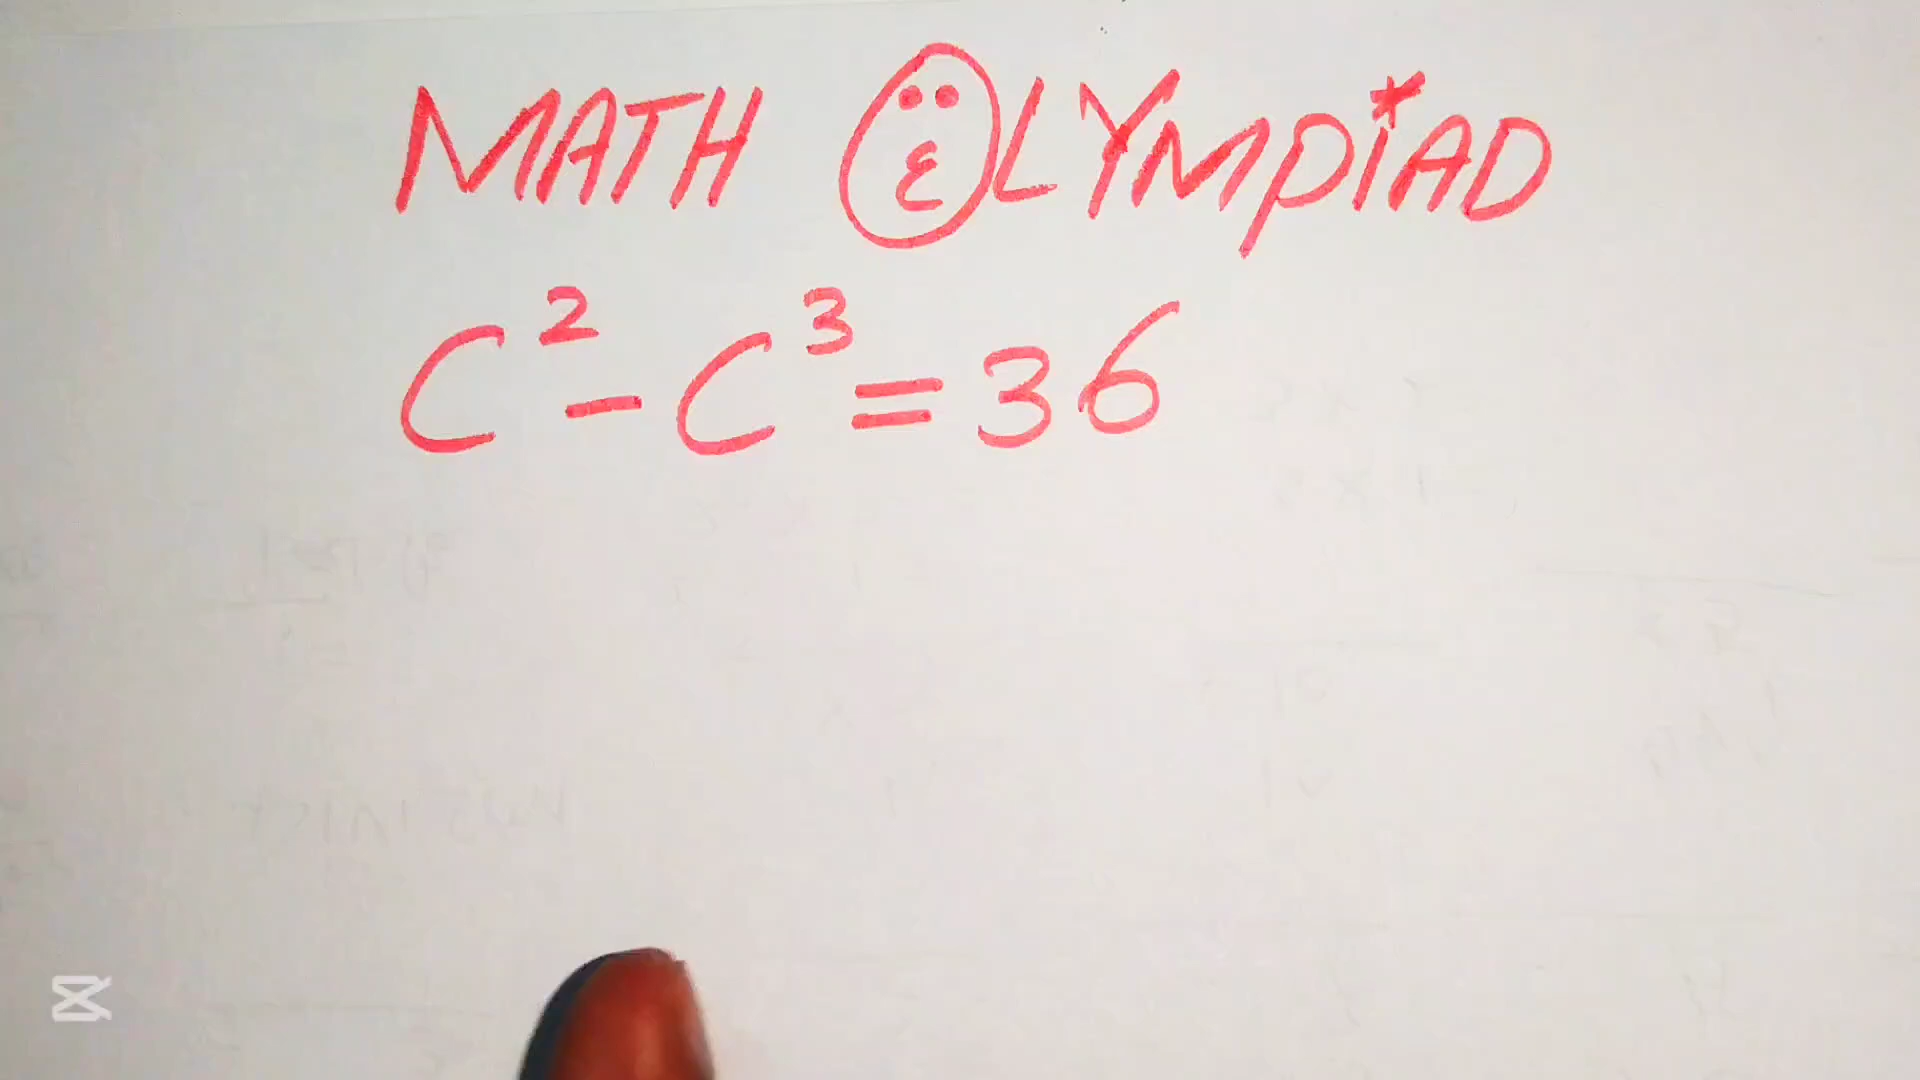 MATH OLYMPiAD
C² - C³ = 36